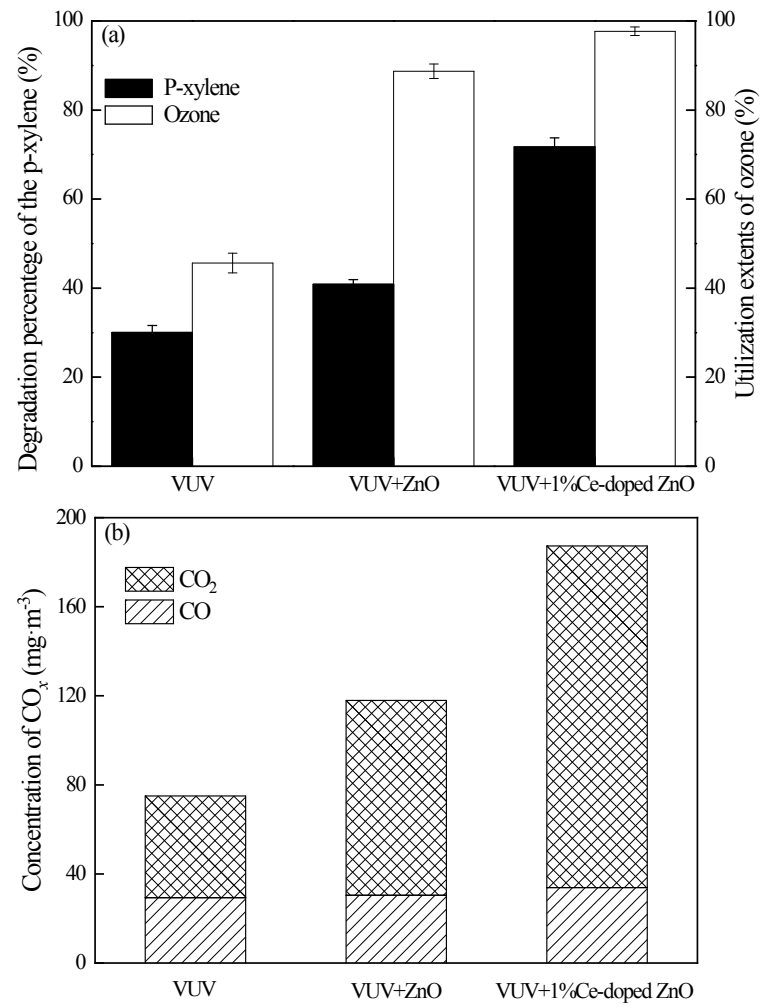 (a)
P-xylene
Ozone
Degradation percentege of the p-xylene (%)
100
80
60
40
20
0
Utilization extents of ozone (%)
100
80
60
40
20
0
VUV
VUV+ZnO
VUV+1%Ce-doped ZnO
(b)
CO₂
CO
Concentration of COₓ (mg·m⁻³)
200
160
120
80
40
0
VUV
VUV+ZnO
VUV+1%Ce-doped ZnO